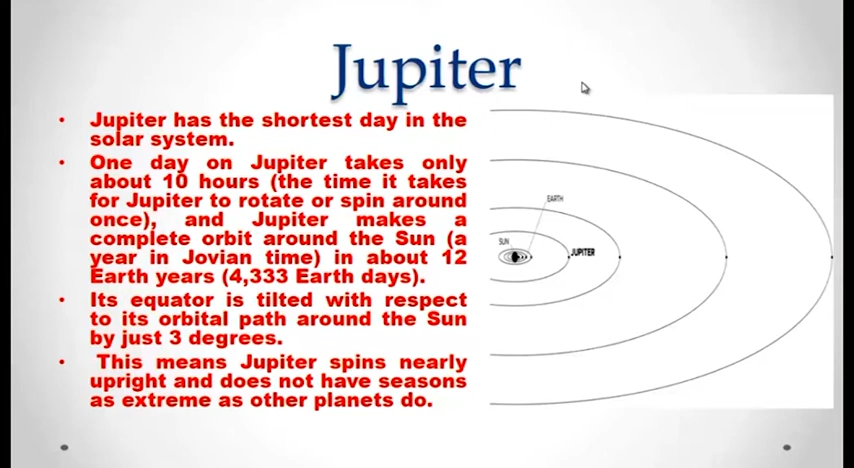 Jupiter
• Jupiter has the shortest day in the
solar system.
• One day on Jupiter takes only
about 10 hours (the time it takes
for Jupiter to rotate or spin around
once), and Jupiter makes a
complete orbit around the Sun (a
year in Jovian time) in about 12
Earth years (4,333 Earth days).
• Its equator is tilted with respect
to its orbital path around the Sun
by just 3 degrees.
• This means Jupiter spins nearly
upright and does not have seasons
as extreme as other planets do.
EARTH
SUN
JUPITER